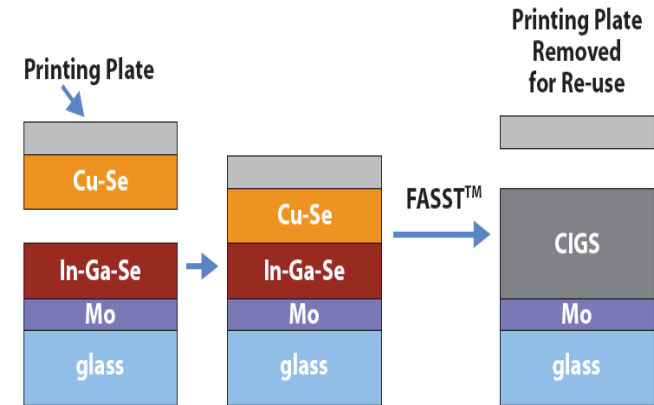 Printing Plate
Cu-Se
In-Ga-Se
Mo
glass
Cu-Se
In-Ga-Se
Mo
glass
FASST™
Printing Plate
Removed
for Re-use
CIGS
Mo
glass